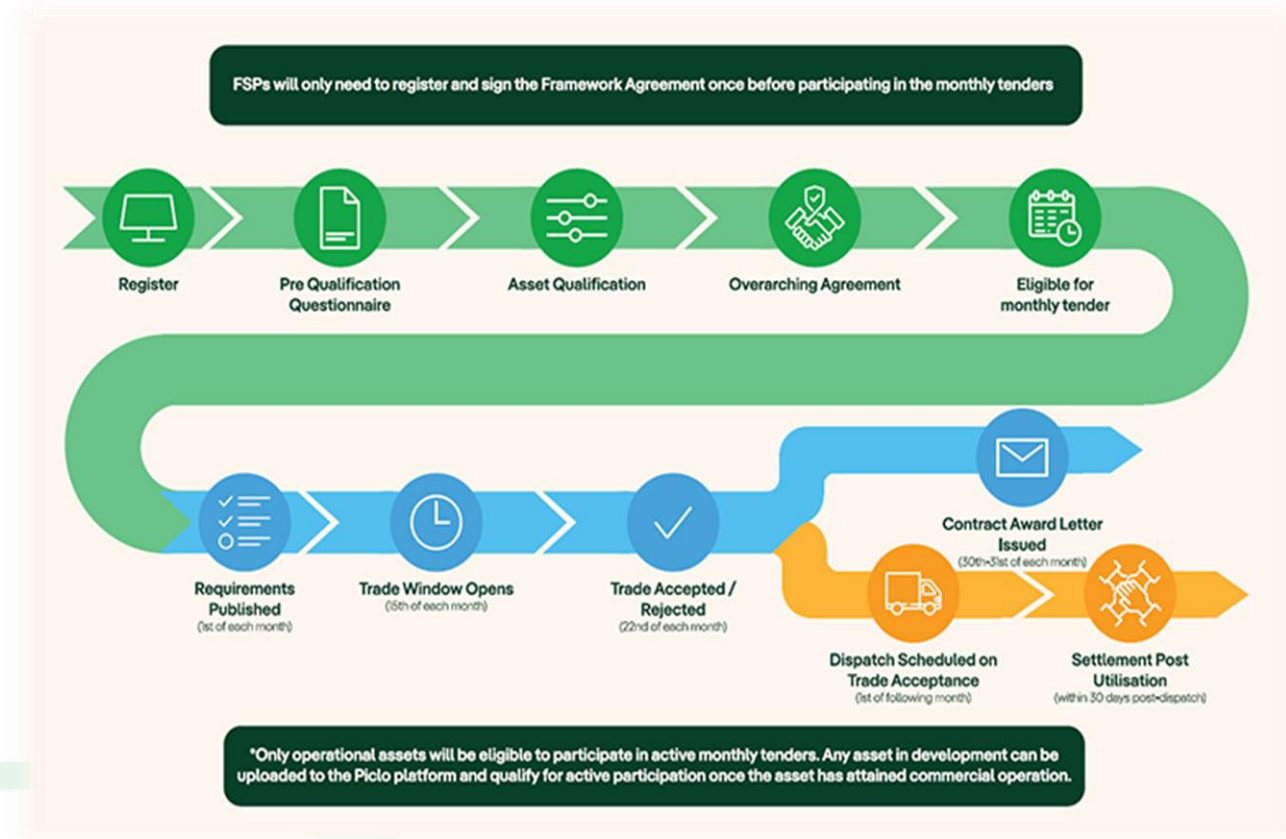 FSPs will only need to register and sign the Framework Agreement once before participating in the monthly tenders
Register
Pre Qualification
Questionnaire
Asset Qualification
Overarching Agreement
Eligible for
monthly tender
Requirements
Published
(1st of each month)
Trade Window Opens
(15th of each month)
Trade Accepted /
Rejected
(22nd of each month)
Contract Award Letter
Issued
(30th-31st of each month)
Dispatch Scheduled on
Trade Acceptance
(1st of following month)
Settlement Post
Utilisation
(within 30 days post-dispatch)
*Only operational assets will be eligible to participate in active monthly tenders. Any asset in development can be
uploaded to the Piclo platform and qualify for active participation once the asset has attained commercial operation.